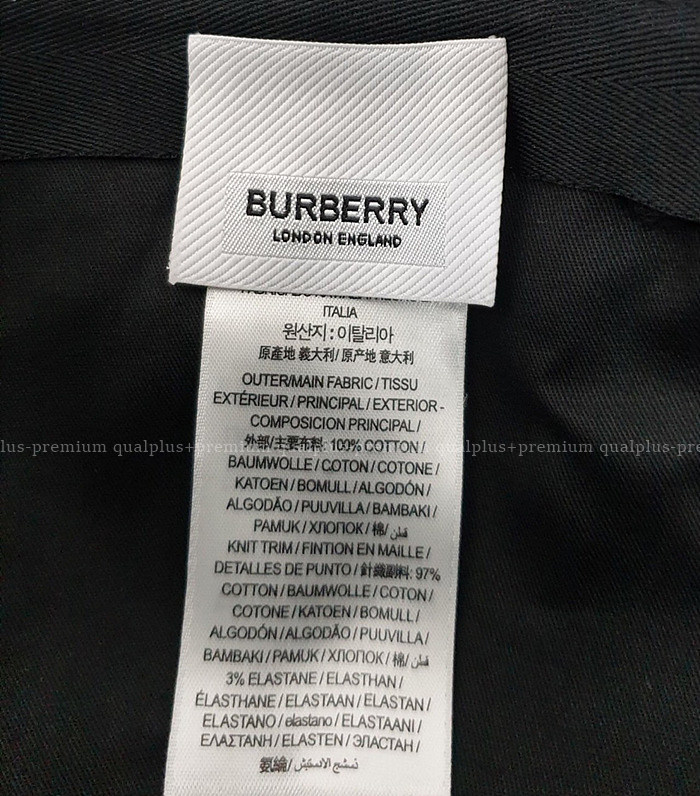 BURBERRY
LONDON ENGLAND
ITALIA
원산지 : 이탈리아
原產地 義大利/ 原产地 意大利
OUTER/MAIN FABRIC / TISSU
EXTÉRIEUR / PRINCIPAL / EXTERIOR -
COMPOSICION PRINCIPAL /
外部/主要布料: 100% COTTON /
plus-premium qualplus+premium qualplus+premium qualplus+premium qualplus+pre
BAUMWOLLE / COTON / COTONE /
KATOEN / BOMULL / ALGODÓN /
ALGODÃO / PUUVILLA / BAMBAKI /
PAMUK / ХЛОПОК / 棉/ قطن
KNIT TRIM / FINTION EN MAILLE /
DETALLES DE PUNTO / 針織副料: 97%
COTTON / BAUMWOLLE / COTON /
COTONE / KATOEN / BOMULL /
ALGODÓN / ALGODÃO / PUUVILLA /
BAMBAKI / PAMUK / ХЛОПОК / 棉/ قطن
3% ELASTANE / ELASTHAN /
ÉLASTHANE / ELASTAAN / ELASTAN /
ELASTANO / elastano / ELASTAANI /
ΕΛΑΣΤΑΝΗ / ELASTEN / ЭЛАСТАН /
氨綸/